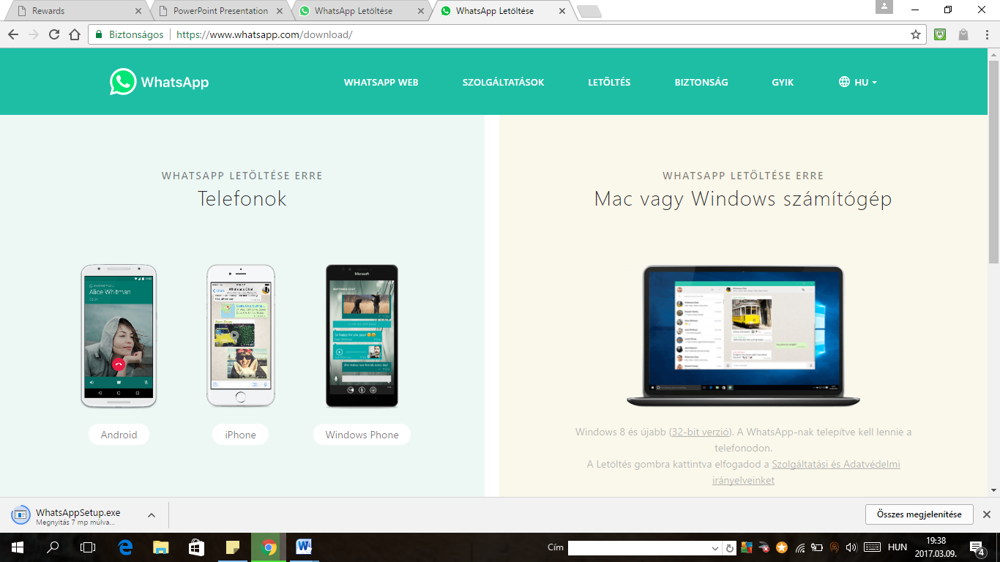 Rewards
PowerPoint Presentation
WhatsApp Letöltése
WhatsApp Letöltése
Biztonságos
https://www.whatsapp.com/download/
WhatsApp
WHATSAPP WEB
SZOLGÁLTATÁSOK
LETÖLTÉS
BIZTONSÁG
GYIK
HU
WHATSAPP LETÖLTÉSE ERRE
Telefonok
Alice Whitman
Microsoft
Android
iPhone
Windows Phone
WHATSAPP LETÖLTÉSE ERRE
Mac vagy Windows számítógép
Windows 8 és újabb (32-bit verzió). A WhatsApp-nak telepítve kell lennie a
telefonodon.
A Letöltés gombra kattintva elfogadod a Szolgáltatási és Adatvédelmi
irányelveinket
WhatsAppSetup.exe
Megnyitás 7 mp múlva...
Összes megjelenítése
Cím
HUN
19:38
2017.03.09.
4